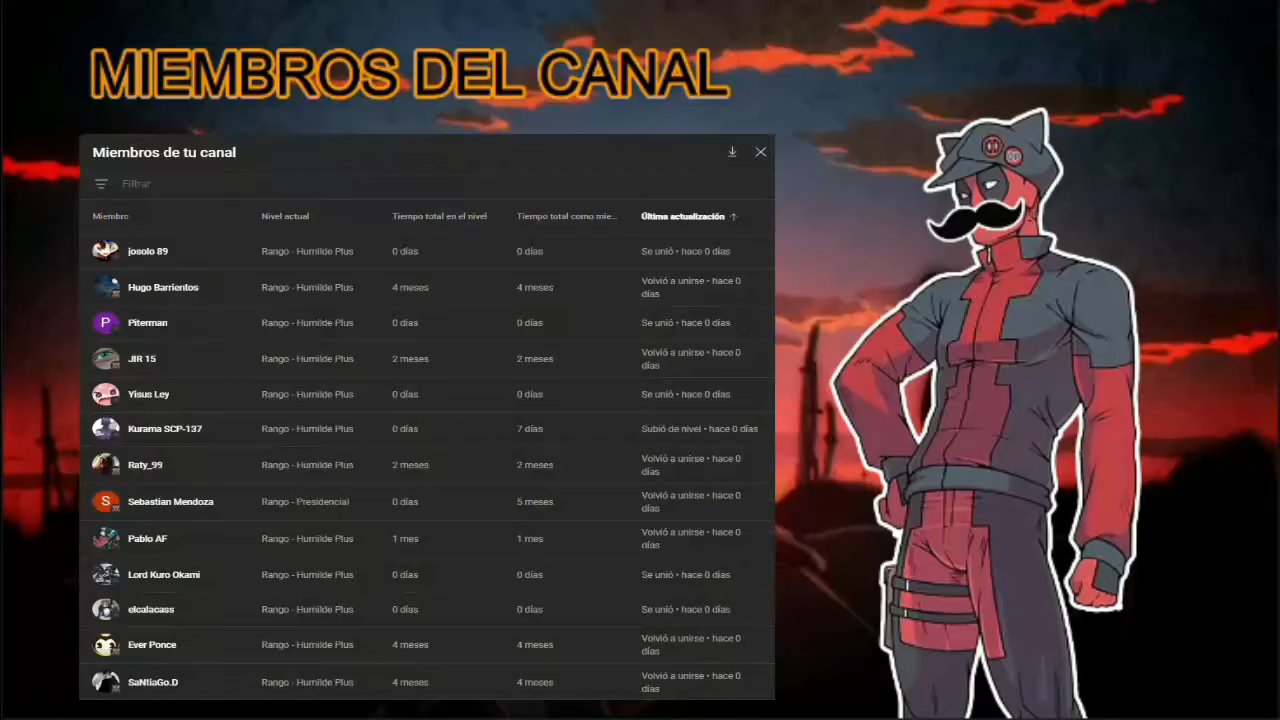 MIEMBROS DEL CANAL
Miembros de tu canal
Filtrar
Miembro Nivel actual Tiempo total en el nivel Tiempo total como mie... Última actualización
josolo 89 Rango - Humilde Plus 0 días 0 días Se unió • hace 0 días
Hugo Barrientos Rango - Humilde Plus 4 meses 4 meses Volvió a unirse • hace 0
días
P Piterman Rango - Humilde Plus 0 días 0 días Se unió • hace 0 días
JIR 15 Rango - Humilde Plus 2 meses 2 meses Volvió a unirse • hace 0
días
Yisus Ley Rango - Humilde Plus 0 días 0 días Se unió • hace 0 días
Kurama SCP-137 Rango - Humilde Plus 0 días 7 días Subió de nivel • hace 0 días
Raty_99 Rango - Humilde Plus 2 meses 2 meses Volvió a unirse • hace 0
días
S Sebastian Mendoza Rango - Presidencial 0 días 5 meses Volvió a unirse • hace 0
días
Pablo AF Rango - Humilde Plus 1 mes 1 mes Volvió a unirse • hace 0
días
Lord Kuro Okami Rango - Humilde Plus 0 días 0 días Se unió • hace 0 días
elcalacass Rango - Humilde Plus 0 días 0 días Se unió • hace 0 días
Ever Ponce Rango - Humilde Plus 4 meses 4 meses Volvió a unirse • hace 0
días
SaNtiaGo.D Rango - Humilde Plus 4 meses 4 meses Volvió a unirse • hace 0
días